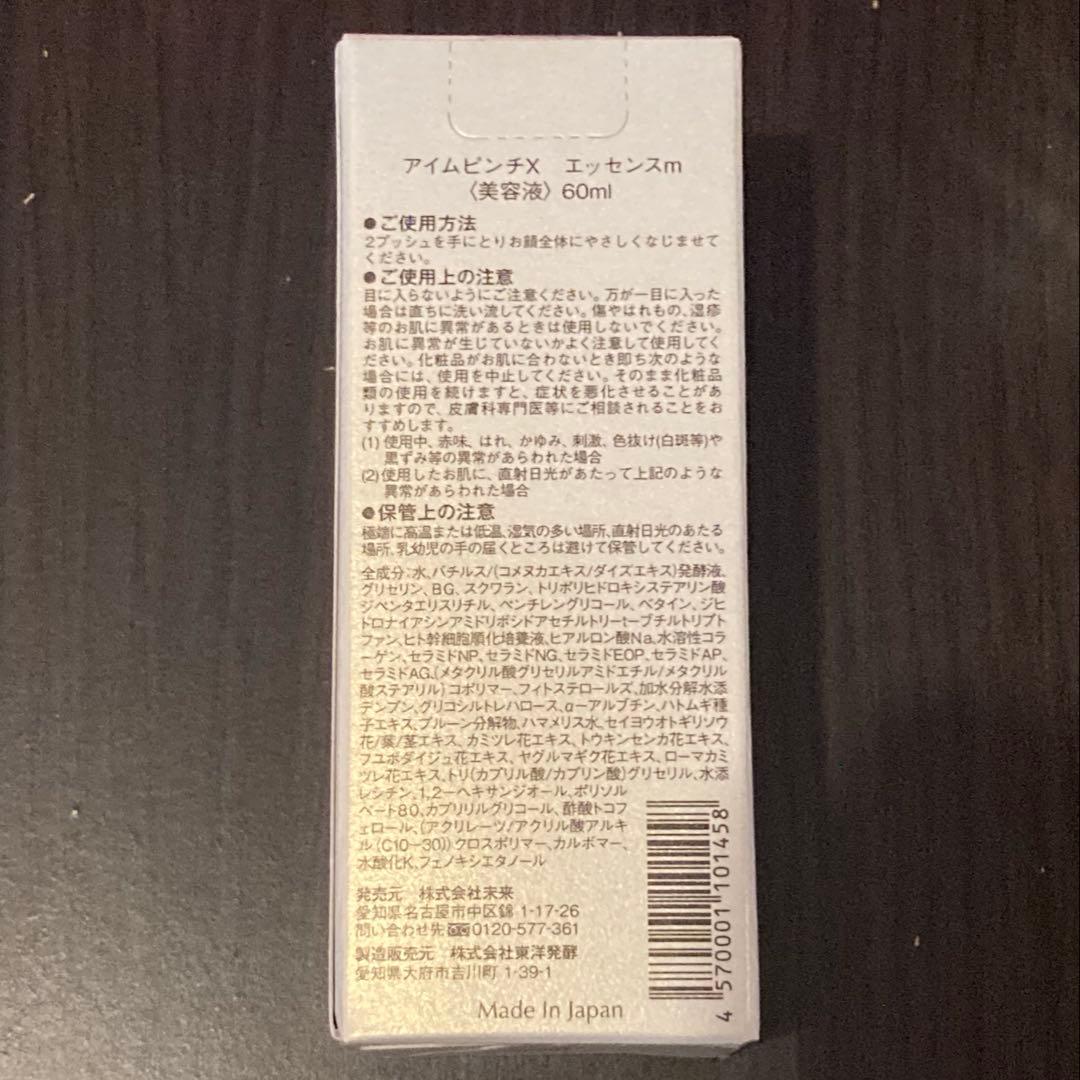 アイムピンチX　エッセンスm
〈美容液〉60ml
●ご使用方法
2プッシュを手にとりお顔全体にやさしくなじませて
ください。
●ご使用上の注意
目に入らないようにご注意ください。万が一目に入った
場合は直ちに洗い流してください。傷やはれもの、湿疹
等のお肌に異常があるときは使用しないでください。
お肌に異常が生じていないかよく注意して使用してく
ださい。化粧品がお肌に合わないとき即ち次のような
場合には、使用を中止してください。そのまま化粧品
類の使用を続けますと、症状を悪化させることがあ
りますので、皮膚科専門医等にご相談されることをお
すすめします。
(1)使用中、赤味、はれ、かゆみ、刺激、色抜け(白斑等)や
黒ずみ等の異常があらわれた場合
(2)使用したお肌に、直射日光があたって上記のような
異常があらわれた場合
●保管上の注意
極端に高温または低温、湿気の多い場所、直射日光のあたる
場所、乳幼児の手の届くところは避けて保管してください。
全成分:水、バチルス/(コメヌカエキス/ダイズエキス)発酵液、
グリセリン、BG、スクワラン、トリポリヒドロキシステアリン酸
ジペンタエリスリチル、ペンチレングリコール、ベタイン、ジヒ
ドロナイアシンアミドリボシドアセチルトリーtーブチルトリプト
ファン、ヒト幹細胞順化培養液、ヒアルロン酸Na、水溶性コラ
ーゲン、セラミドNP、セラミドNG、セラミドEOP、セラミドAP、
セラミドAG、(メタクリル酸グリセリルアミドエチル/メタクリル
酸ステアリル)コポリマー、フィトステロールズ、加水分解水添
デンプン、グリコシルトレハロース、α-アルブチン、ハトムギ種
子エキス、プルーン分解物、ハマメリス水、セイヨウオトギリソウ
花/葉/茎エキス、カミツレ花エキス、トウキンセンカ花エキス、
フユボダイジュ花エキス、ヤグルマギク花エキス、ローマカミ
ツレ花エキス、トリ(カプリル酸/カプリン酸)グリセリル、水添
レシチン、1,2-ヘキサンジオール、ポリソル
ベート80、カプリリルグリコール、酢酸トコフ
ェロール、(アクリレーツ/アクリル酸アルキ
ル(C10-30))クロスポリマー、カルボマー、
水酸化K、フェノキシエタノール
発売元　株式会社未来
愛知県名古屋市中区錦 1-17-26
問い合わせ先 0120-577-361
製造販売元　株式会社東洋発酵
愛知県大府市吉川町 1-39-1
Made In Japan
4 570001 101458